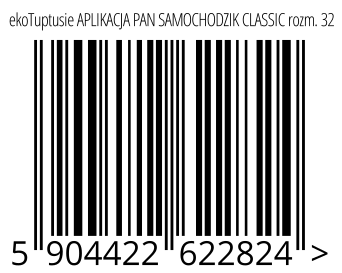 ekoTuptusie APLIKACJA PAN SAMOCHODZIK CLASSIC rozm. 32
5 904422 622824 >